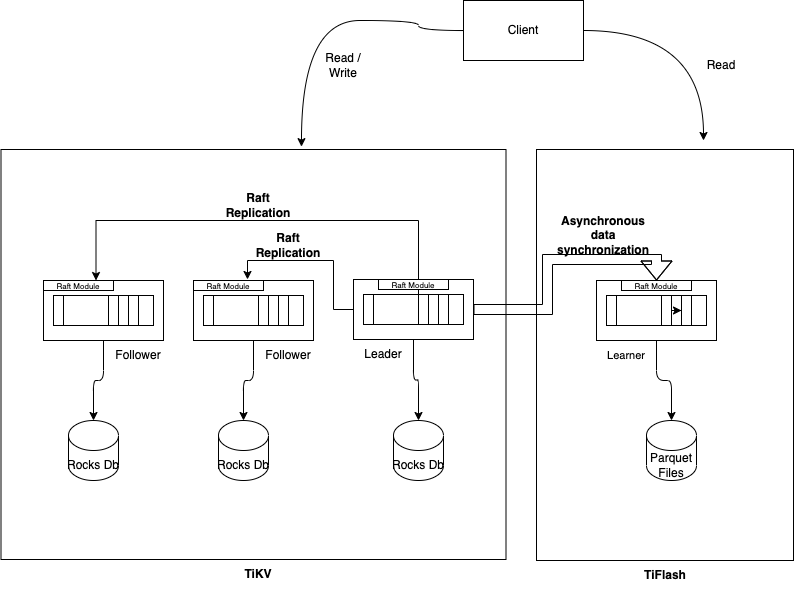 Client
Read /
Write
Read
Raft
Replication
Raft
Replication
Asynchronous
data
synchronization
Raft Module
Raft Module
Raft Module
Raft Module
Follower
Follower
Leader
Learner
Rocks Db
Rocks Db
Rocks Db
Parquet
Files
TiKV
TiFlash